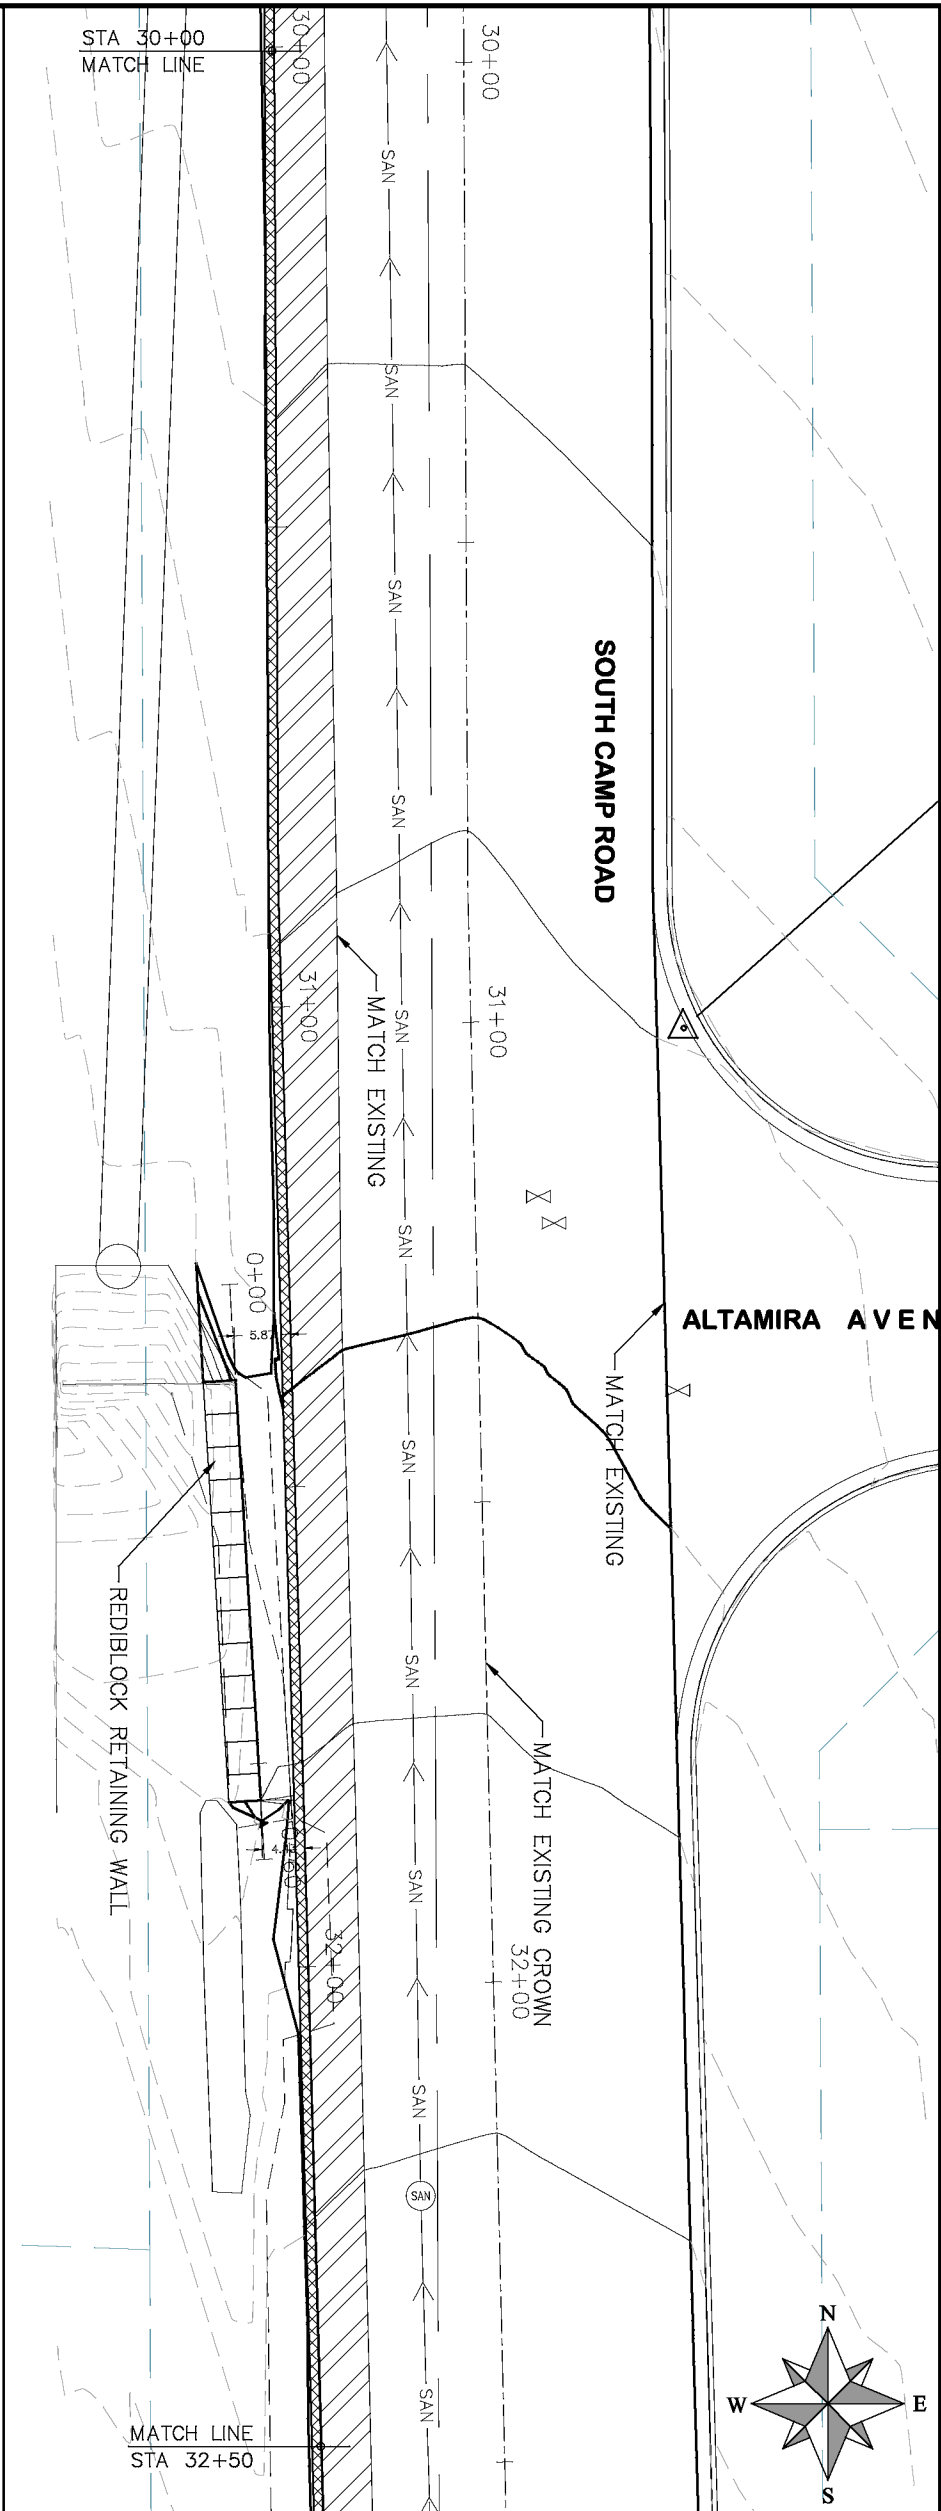 STA 30+00
MATCH LINE
30+00
30+00
SAN
SAN
SAN
SOUTH CAMP ROAD
SAN
31+00
31+00
SAN
MATCH EXISTING
SAN
0+00
5.87
ALTAMIRA AVEN
MATCH EXISTING
SAN
REDIBLOCK RETAINING WALL
SAN
MATCH EXISTING CROWN
SAN
32+00
32+00
SAN
SAN
N
W
E
S
SAN
MATCH LINE
STA 32+50